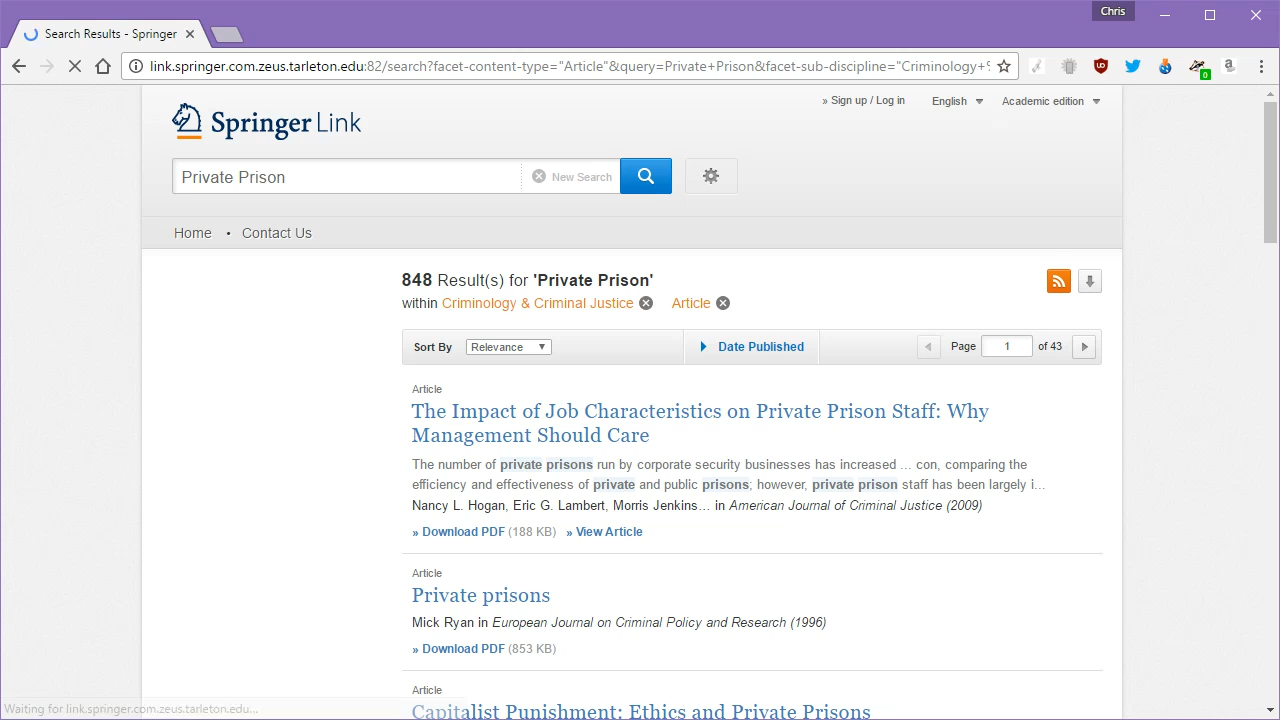 Chris
Search Results - Springer
link.springer.com.zeus.tarleton.edu:82/search?facet-content-type="Article"&query=Private+Prison&facet-sub-discipline="Criminology+
0
» Sign up / Log in English Academic edition
Springer Link
Private Prison New Search
Home • Contact Us
848 Result(s) for 'Private Prison'
within Criminology & Criminal Justice Article
Sort By Relevance Date Published Page 1 of 43
Article
The Impact of Job Characteristics on Private Prison Staff: Why
Management Should Care
The number of private prisons run by corporate security businesses has increased ... con, comparing the
efficiency and effectiveness of private and public prisons; however, private prison staff has been largely i...
Nancy L. Hogan, Eric G. Lambert, Morris Jenkins... in American Journal of Criminal Justice (2009)
» Download PDF (188 KB) » View Article
Article
Private prisons
Mick Ryan in European Journal on Criminal Policy and Research (1996)
» Download PDF (853 KB)
Article
Capitalist Punishment: Ethics and Private Prisons
Waiting for link.springer.com.zeus.tarleton.edu...